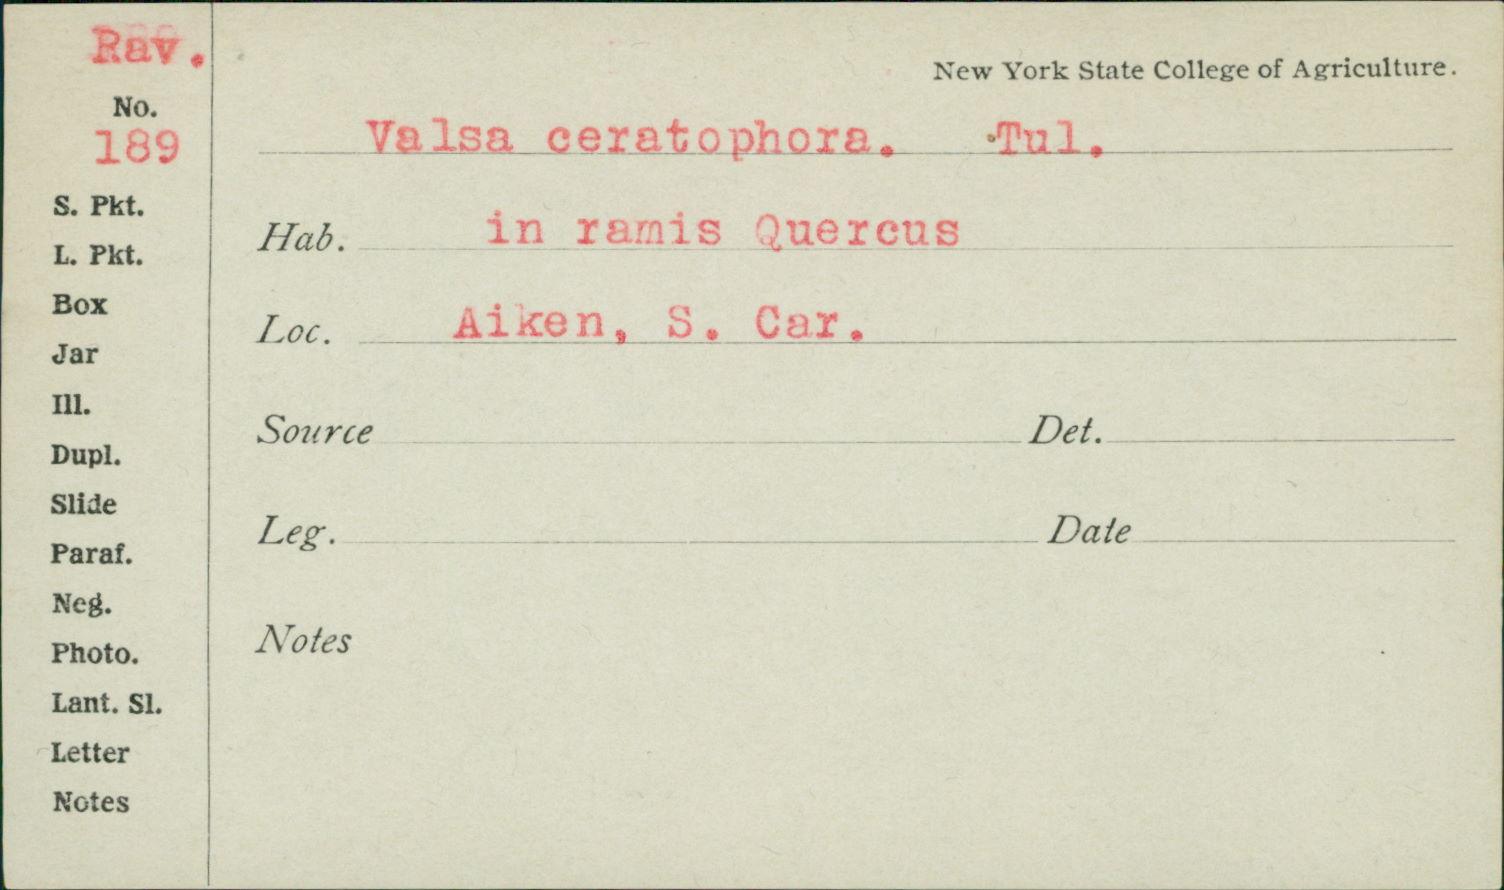 Rav.
New York State College of Agriculture.
No.
189
Valsa ceratophora. Tul.
S. Pkt.
Hab. in ramis Quercus
L. Pkt.
Box
Loc. Aiken, S. Car.
Jar
Ill.
Source Det.
Dupl.
Slide
Leg. Date
Paraf.
Neg.
Notes
Photo.
Lant. Sl.
Letter
Notes